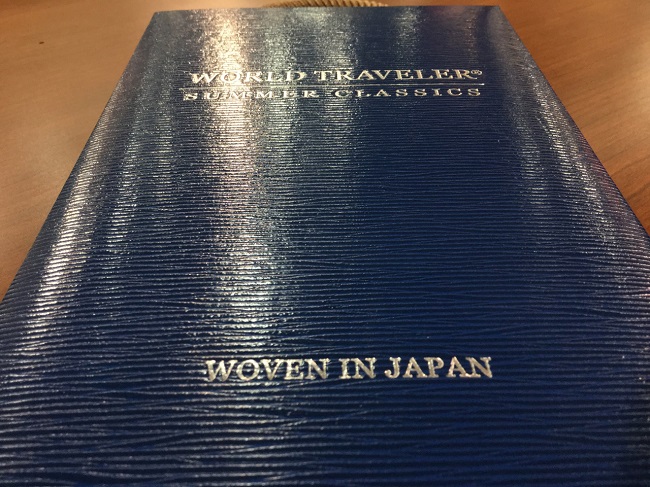 WORLD TRAVELER®
SUMMER CLASSICS
WOVEN IN JAPAN